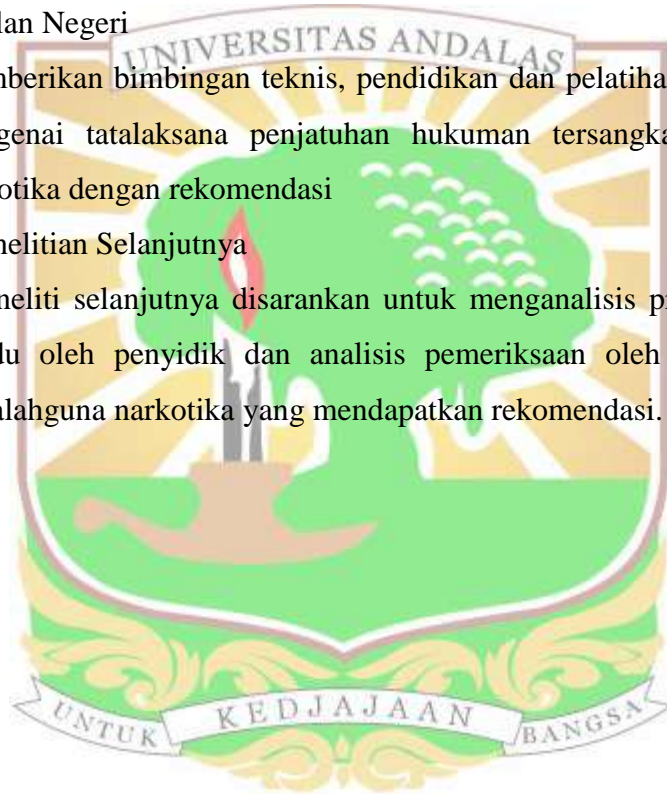 lan Negeri
UNIVERSITAS ANDALAS
mberikan bimbingan teknis, pendidikan dan pelatiha
genai tatalaksana penjatuhan hukuman tersangka
otika dengan rekomendasi
nelitian Selanjutnya
neliti selanjutnya disarankan untuk menganalisis pr
du oleh penyidik dan analisis pemeriksaan oleh
alahguna narkotika yang mendapatkan rekomendasi.
UNTUK KEDJAJAAN BANGSA